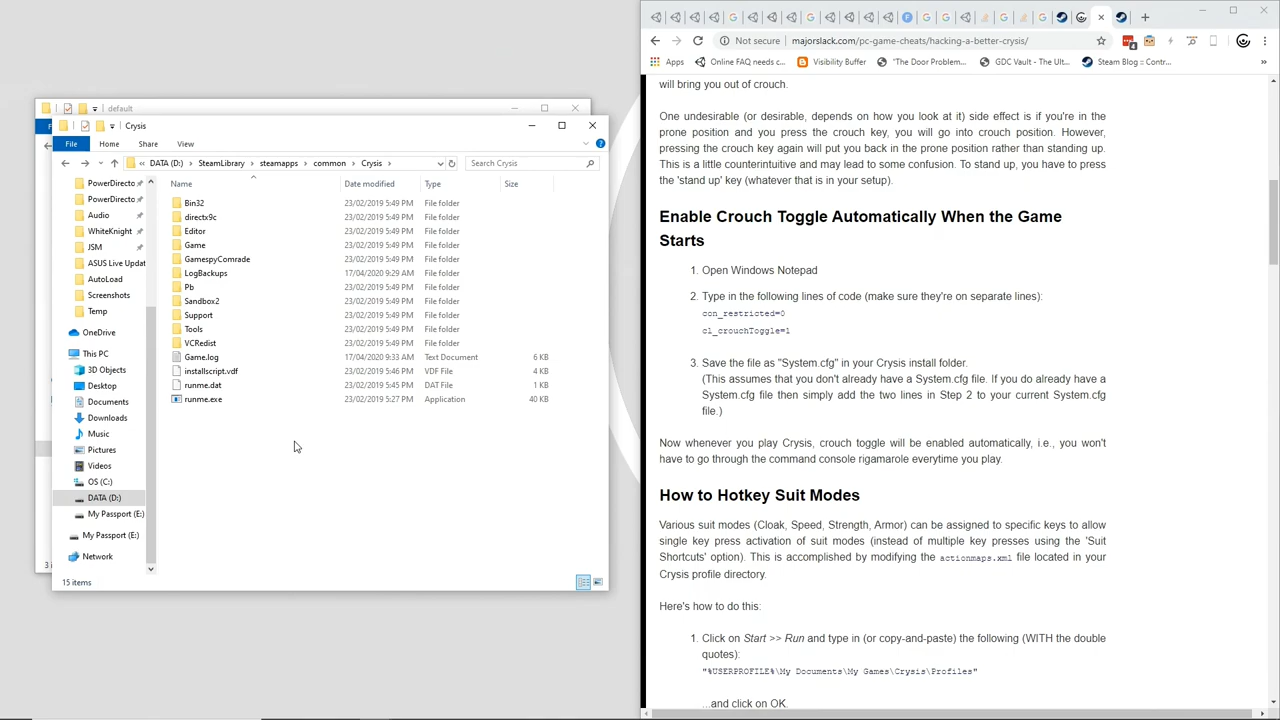 default
Crysis
File
Home
Share
View
« DATA (D:) > SteamLibrary > steamapps > common > Crysis >
Search Crysis
PowerDirecto
PowerDirecto
Audio
WhiteKnight
JSM
ASUS Live Updat
AutoLoad
Screenshots
Temp
OneDrive
This PC
3D Objects
Desktop
Documents
Downloads
Music
Pictures
Videos
OS (C:)
DATA (D:)
My Passport (E:)
My Passport (E:)
Network
Name Date modified Type Size
Bin32 23/02/2019 5:49 PM File folder
directx9c 23/02/2019 5:49 PM File folder
Editor 23/02/2019 5:49 PM File folder
Game 23/02/2019 5:49 PM File folder
GamespyComrade 23/02/2019 5:49 PM File folder
LogBackups 17/04/2020 9:29 AM File folder
Pb 23/02/2019 5:49 PM File folder
Sandbox2 23/02/2019 5:49 PM File folder
Support 23/02/2019 5:49 PM File folder
Tools 23/02/2019 5:49 PM File folder
VCRedist 23/02/2019 5:49 PM File folder
Game.log 17/04/2020 9:33 AM Text Document 6 KB
installscript.vdf 23/02/2019 5:46 PM VDF File 4 KB
runme.dat 23/02/2019 5:45 PM DAT File 1 KB
runme.exe 23/02/2019 5:27 PM Application 40 KB
15 items
Not secure | majorslack.com/pc-game-cheats/hacking-a-better-crysis/
Apps
Online FAQ needs c...
Visibility Buffer
"The Door Problem...
GDC Vault - The Ult...
Steam Blog :: Contr...
»
will bring you out of crouch.
One undesirable (or desirable, depends on how you look at it) side effect is if you're in the
prone position and you press the crouch key, you will go into crouch position. However,
pressing the crouch key again will put you back in the prone position rather than standing up.
This is a little counterintuitive and may lead to some confusion. To stand up, you have to press
the 'stand up' key (whatever that is in your setup).
Enable Crouch Toggle Automatically When the Game
Starts
1. Open Windows Notepad
2. Type in the following lines of code (make sure they're on separate lines):
con_restricted=0
cl_crouchToggle=1
3. Save the file as "System.cfg" in your Crysis install folder.
(This assumes that you don't already have a System.cfg file. If you do already have a
System.cfg file then simply add the two lines in Step 2 to your current System.cfg
file.)
Now whenever you play Crysis, crouch toggle will be enabled automatically, i.e., you won't
have to go through the command console rigamarole everytime you play.
How to Hotkey Suit Modes
Various suit modes (Cloak, Speed, Strength, Armor) can be assigned to specific keys to allow
single key press activation of suit modes (instead of multiple key presses using the 'Suit
Shortcuts' option). This is accomplished by modifying the actionmaps.xml file located in your
Crysis profile directory.
Here's how to do this:
1. Click on Start >> Run and type in (or copy-and-paste) the following (WITH the double
quotes):
"%USERPROFILE%\My Documents\My Games\Crysis\Profiles"
...and click on OK.